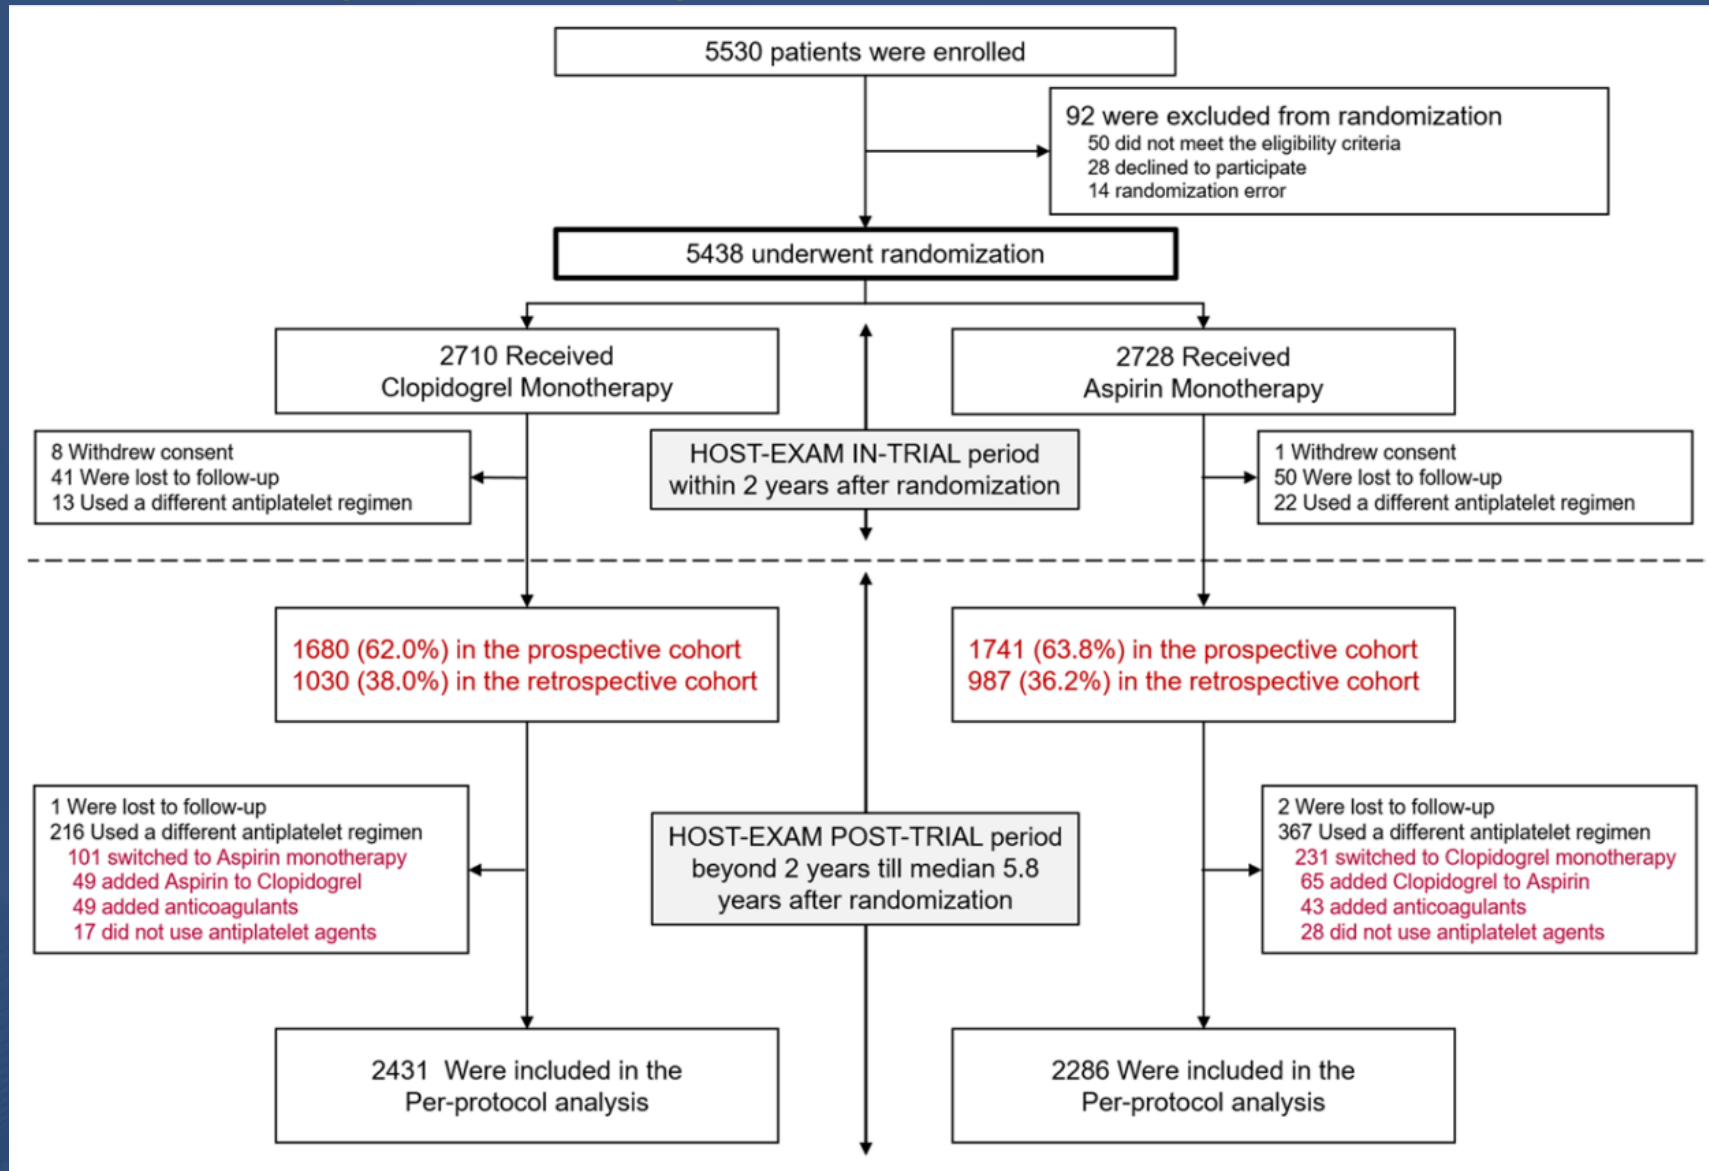 5530 patients were enrolled
92 were excluded from randomization
50 did not meet the eligibility criteria
28 declined to participate
14 randomization error
5438 underwent randomization
2710 Received
Clopidogrel Monotherapy
2728 Received
Aspirin Monotherapy
8 Withdrew consent
41 Were lost to follow-up
13 Used a different antiplatelet regimen
HOST-EXAM IN-TRIAL period
within 2 years after randomization
1 Withdrew consent
50 Were lost to follow-up
22 Used a different antiplatelet regimen
1680 (62.0%) in the prospective cohort
1030 (38.0%) in the retrospective cohort
1741 (63.8%) in the prospective cohort
987 (36.2%) in the retrospective cohort
1 Were lost to follow-up
216 Used a different antiplatelet regimen
101 switched to Aspirin monotherapy
49 added Aspirin to Clopidogrel
49 added anticoagulants
17 did not use antiplatelet agents
HOST-EXAM POST-TRIAL period
beyond 2 years till median 5.8
years after randomization
2 Were lost to follow-up
367 Used a different antiplatelet regimen
231 switched to Clopidogrel monotherapy
65 added Clopidogrel to Aspirin
43 added anticoagulants
28 did not use antiplatelet agents
2431 Were included in the
Per-protocol analysis
2286 Were included in the
Per-protocol analysis